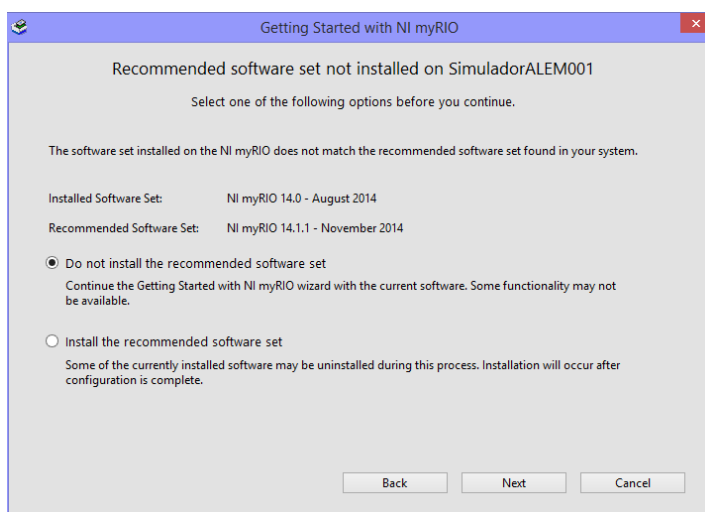 Getting Started with NI myRIO
Recommended software set not installed on SimuladorALEM001
Select one of the following options before you continue.
The software set installed on the NI myRIO does not match the recommended software set found in your system.
Installed Software Set: NI myRIO 14.0 - August 2014
Recommended Software Set: NI myRIO 14.1.1 - November 2014
Do not install the recommended software set
Continue the Getting Started with NI myRIO wizard with the current software. Some functionality may not
be available.
Install the recommended software set
Some of the currently installed software may be uninstalled during this process. Installation will occur after
configuration is complete.
Back Next Cancel